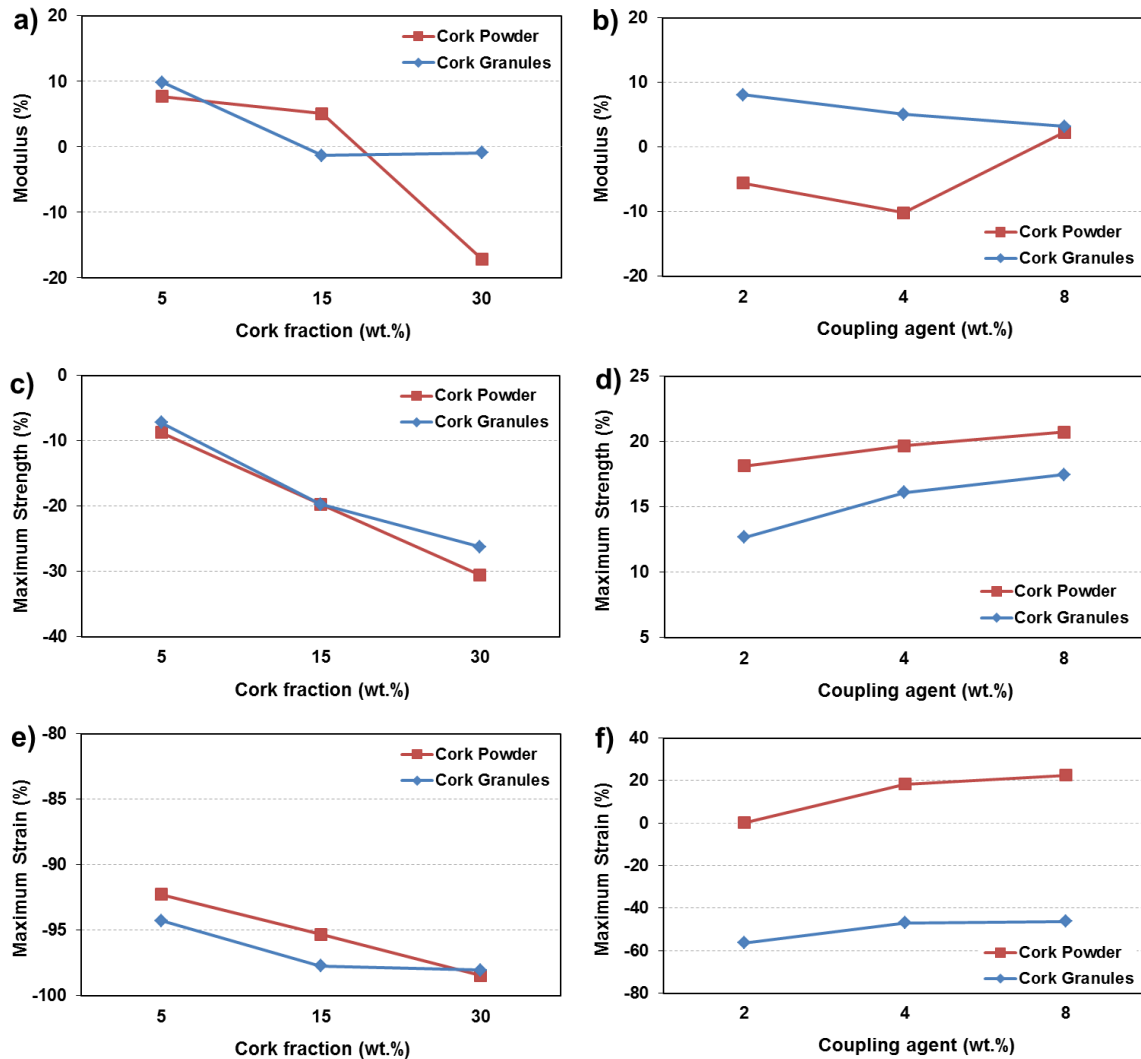 a)
20
10
0
-10
-20
Modulus (%)
Cork Powder
Cork Granules
5 15 30
Cork fraction (wt.%)
b)
20
10
0
-10
-20
Modulus (%)
Cork Powder
Cork Granules
2 4 8
Coupling agent (wt.%)
c)
0
-10
-20
-30
-40
Maximum Strength (%)
Cork Powder
Cork Granules
5 15 30
Cork fraction (wt.%)
d)
25
20
15
10
5
Maximum Strength (%)
Cork Powder
Cork Granules
2 4 8
Coupling agent (wt.%)
e)
-80
-85
-90
-95
-100
Maximum Strain (%)
Cork Powder
Cork Granules
5 15 30
Cork fraction (wt.%)
f)
40
20
0
-20
-40
-60
-80
Maximum Strain (%)
Cork Powder
Cork Granules
2 4 8
Coupling agent (wt.%)